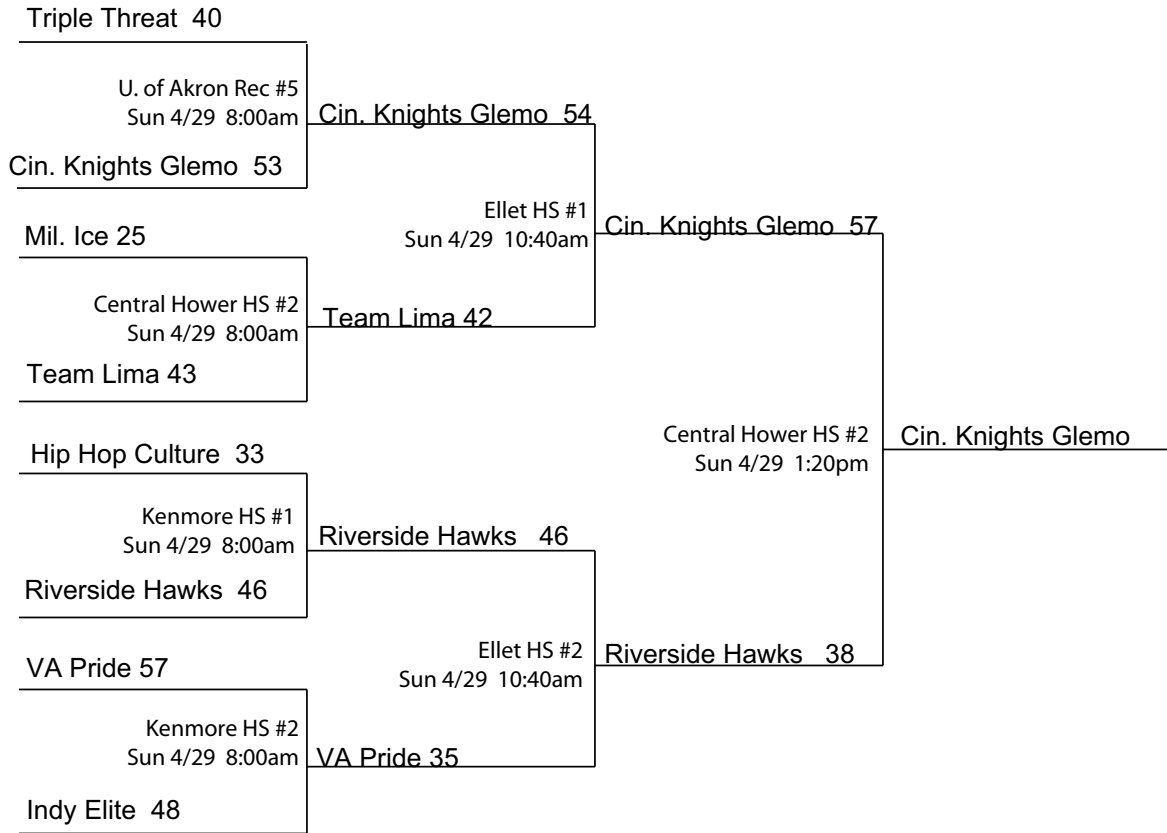 Triple Threat 40
U. of Akron Rec #5
Sun 4/29 8:00am
Cin. Knights Glemo 54
Cin. Knights Glemo 53
Ellet HS #1
Sun 4/29 10:40am
Cin. Knights Glemo 57
Mil. Ice 25
Central Hower HS #2
Sun 4/29 8:00am
Team Lima 42
Team Lima 43
Central Hower HS #2
Sun 4/29 1:20pm
Cin. Knights Glemo
Hip Hop Culture 33
Kenmore HS #1
Sun 4/29 8:00am
Riverside Hawks 46
Riverside Hawks 46
Ellet HS #2
Sun 4/29 10:40am
Riverside Hawks 38
VA Pride 57
Kenmore HS #2
Sun 4/29 8:00am
VA Pride 35
Indy Elite 48